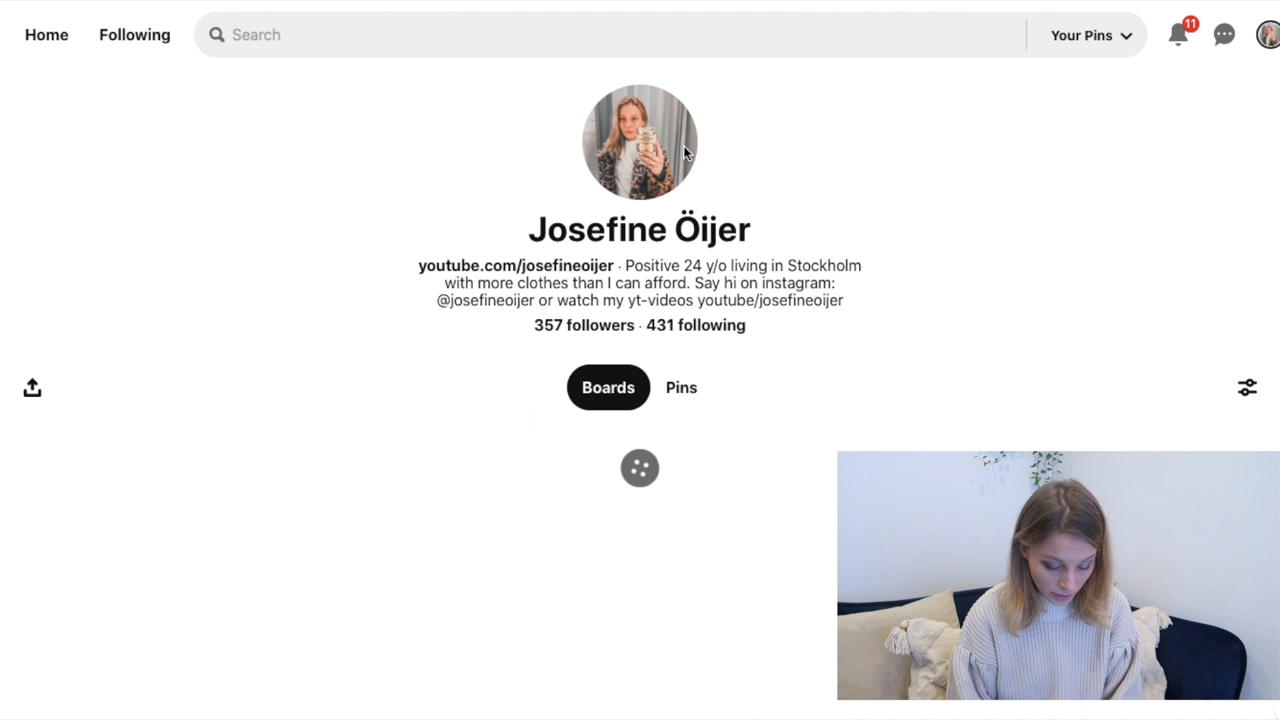 Home Following Search Your Pins 11
Josefine Öijer
youtube.com/josefineoijer · Positive 24 y/o living in Stockholm
with more clothes than I can afford. Say hi on instagram:
@josefineoijer or watch my yt-videos youtube/josefineoijer
357 followers · 431 following
Boards Pins